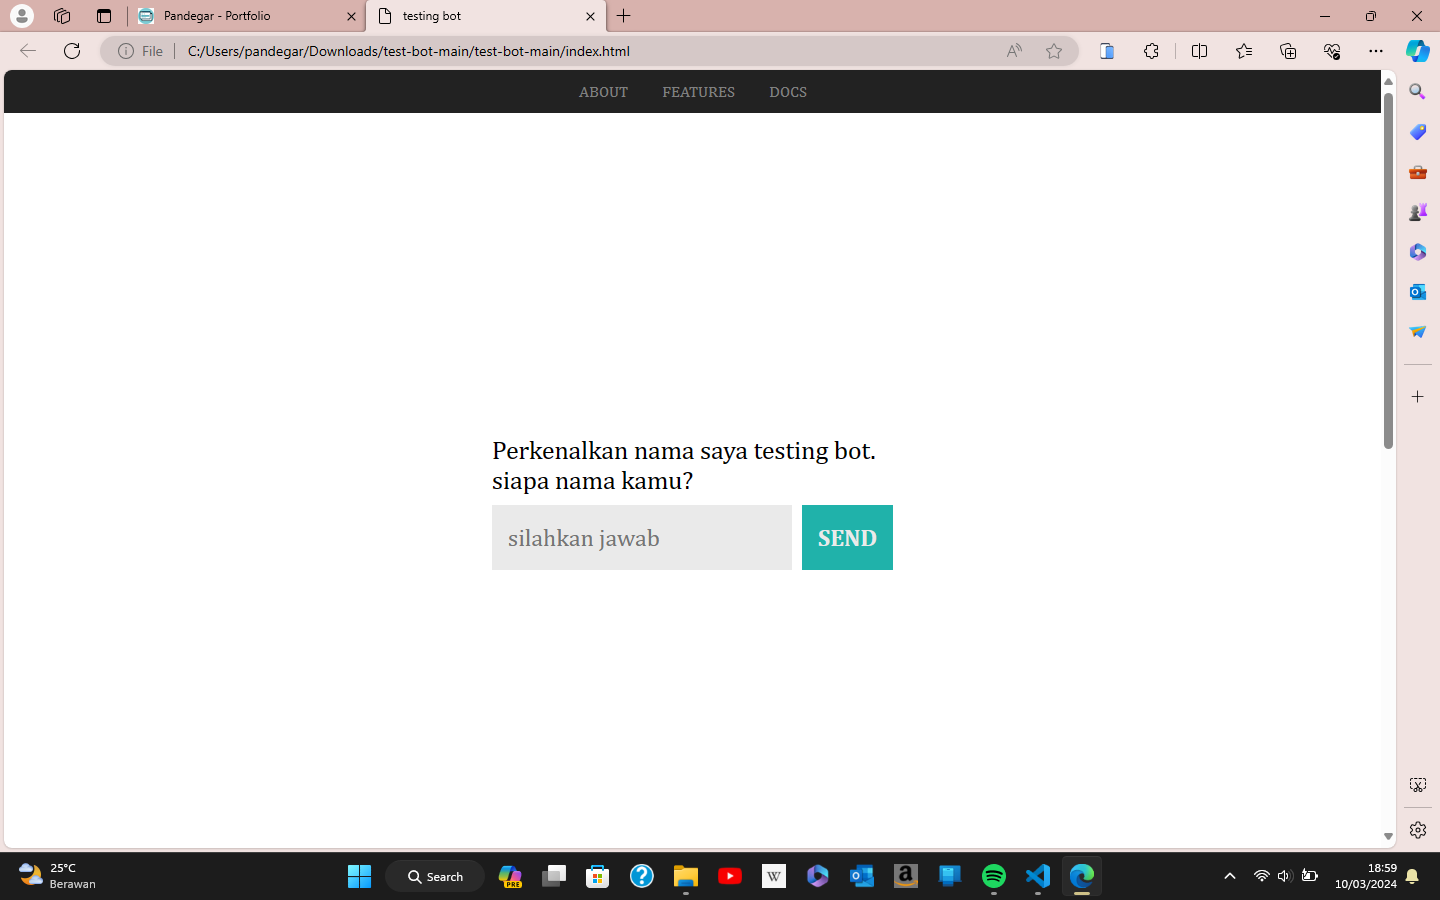 Pandegar - Portfolio
testing bot
File
C:/Users/pandegar/Downloads/test-bot-main/test-bot-main/index.html
ABOUT FEATURES DOCS
Perkenalkan nama saya testing bot.
siapa nama kamu?
silahkan jawab
SEND
25°C
Berawan
Search
PRE
W
a
18:59
10/03/2024